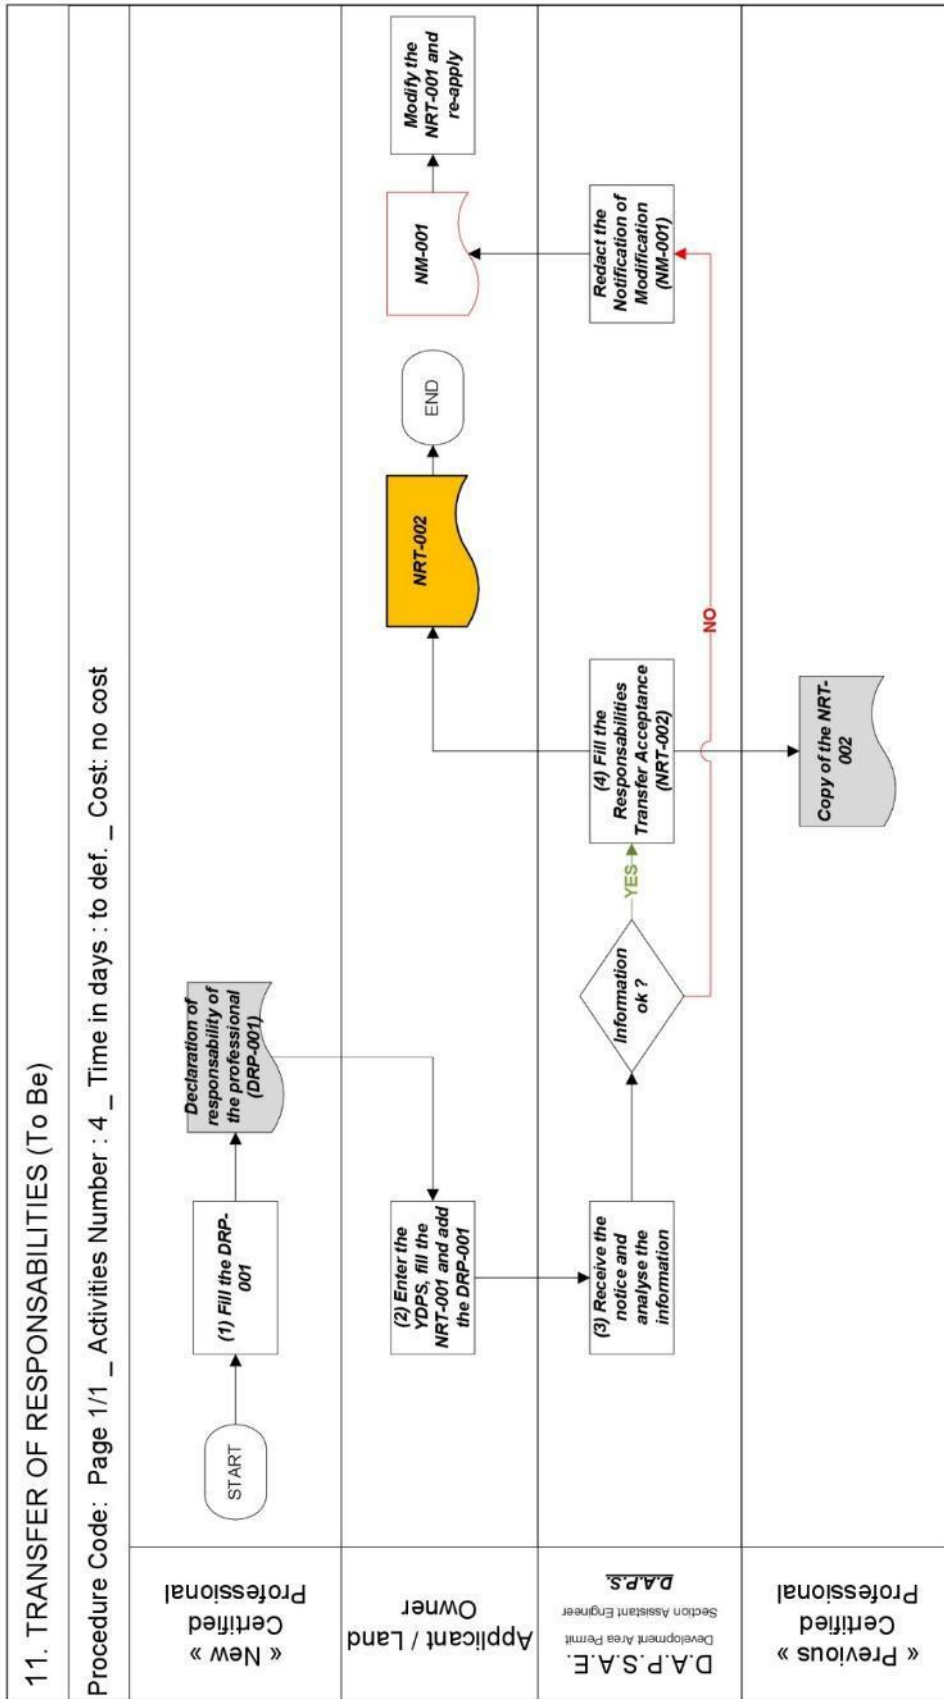 11. TRANSFER OF RESPONSABILITIES (To Be)
Procedure Code: Page 1/1 _ Activities Number : 4 _ Time in days : to def. _ Cost: no cost
« New »
Certified
Professional
START
(1) Fill the DRP-
001
Declaration of
responsability of
the professional
(DRP-001)
Applicant / Land
Owner
(2) Enter the
YDPS, fill the
NRT-001 and add
the DRP-001
NRT-002
END
NM-001
Modify the
NRT-001 and
re-apply
D.A.P.S.A.E.
Development Area Permit
Section Assistant Engineer
D.A.P.S.
(3) Receive the
notice and
analyse the
information
Information
ok ?
YES
(4) Fill the
Responsabilities
Transfer Acceptance
(NRT-002)
NO
Redact the
Notification of
Modification
(NM-001)
« Previous »
Certified
Professional
Copy of the NRT-
002